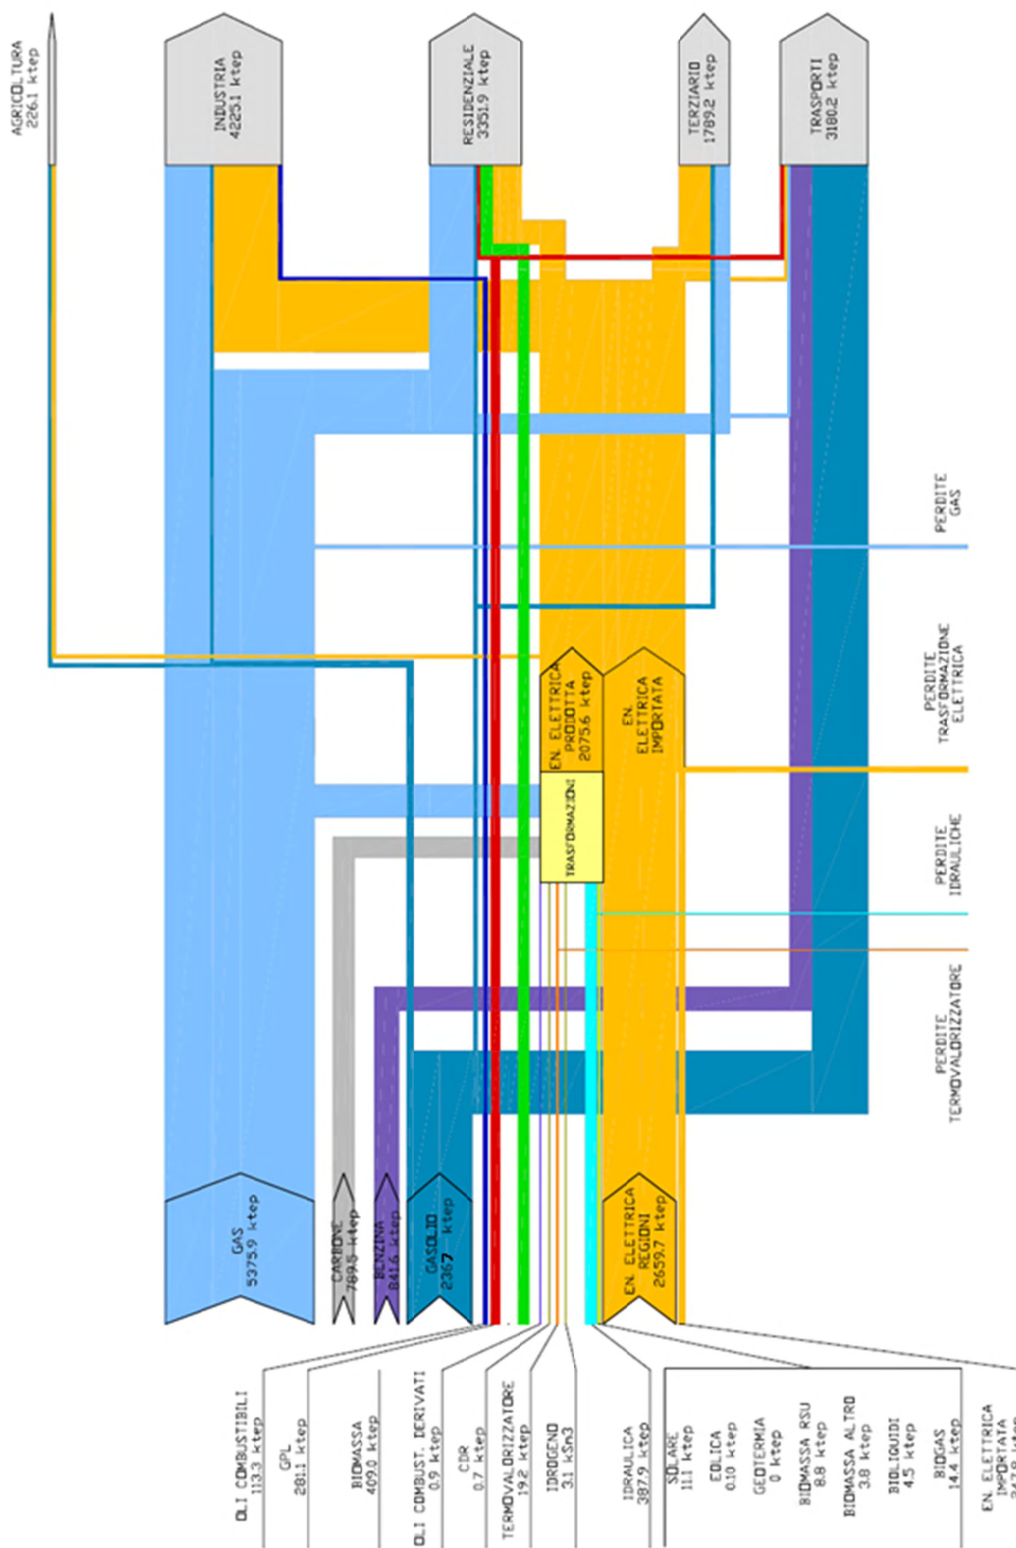 AGRICOLTURA
226.1 ktep
INDUSTRIA
4225.1 ktep
RESIDENZIALE
3351.9 ktep
TERZIARIO
1789.2 ktep
TRASPORTI
3180.2 ktep
PERDITE
GAS
PERDITE
TRASFORMAZIONE
ELETTRICA
PERDITE
IDRAULICHE
PERDITE
TERMOVALORIZZATORE
EN. ELETTRICA
PRODOTTA
2075.6 ktep
EN.
ELETTRICA
IMPORTATA
TRASFORMAZIONI
GAS
5375.9 ktep
CARBONE
789.5 ktep
BENZINA
841.6 ktep
GASOLIO
2367 ktep
EN. ELETTRICA
REGIONI
2659.7 ktep
OLI COMBUSTIBILI
113.3 ktep
GPL
281.1 ktep
BIOMASSA
409.0 ktep
OLI COMBUST. DERIVATI
0.9 ktep
CDR
0.7 ktep
TERMOVALORIZZATORE
19.2 ktep
IDROGENO
3.1 kSm3
IDRAULICA
387.9 ktep
SOLARE
11.1 ktep
EOLICA
0.10 ktep
GEOTERMIA
0 ktep
BIOMASSA RSU
8.8 ktep
BIOMASSA ALTRO
3.8 ktep
BIOLIQUIDI
4.5 ktep
BIOGAS
14.4 ktep
EN. ELETTRICA
IMPORTATA